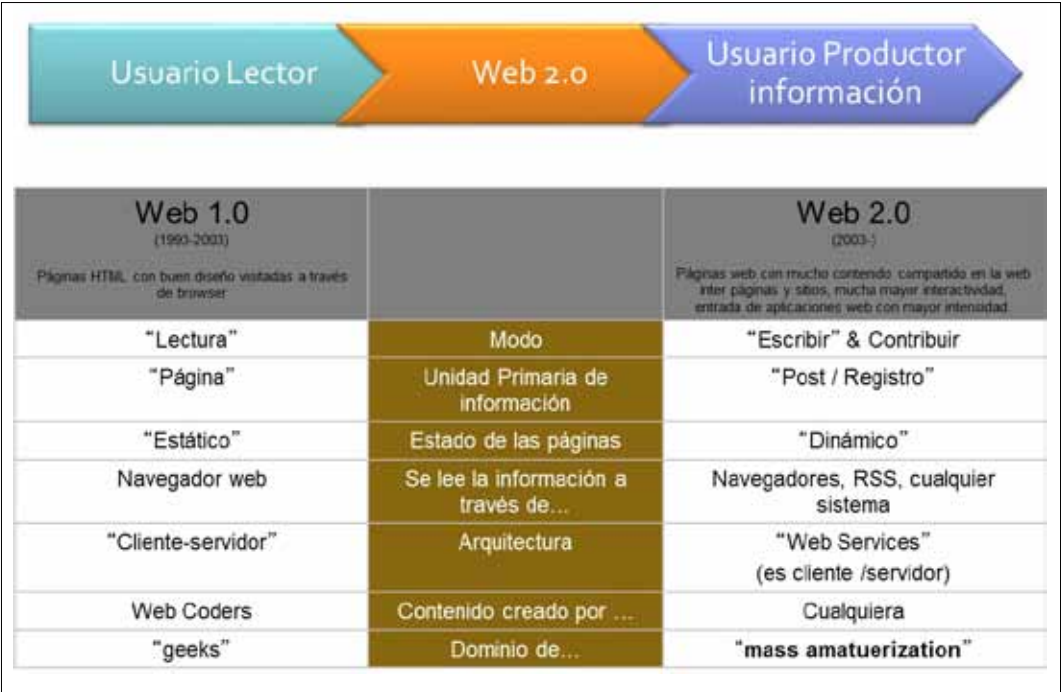 Usuario Lector
Web 2.0
Usuario Productor
información
Web 1.0
(1993-2003)
Páginas HTML con buen diseño visitadas a través
de browser
Web 2.0
(2003-)
Páginas web con mucho contenido compartido en la web
inter páginas y sitios, mucha mayor interactividad,
entrada de aplicaciones web con mayor intensidad.
“Lectura”
Modo
“Escribir” & Contribuir
“Página”
Unidad Primaria de
información
“Post / Registro”
“Estático”
Estado de las páginas
“Dinámico”
Navegador web
Se lee la información a
través de...
Navegadores, RSS, cualquier
sistema
“Cliente-servidor”
Arquitectura
“Web Services”
(es cliente /servidor)
Web Coders
Contenido creado por ...
Cualquiera
“geeks”
Dominio de...
“mass amatuerization”